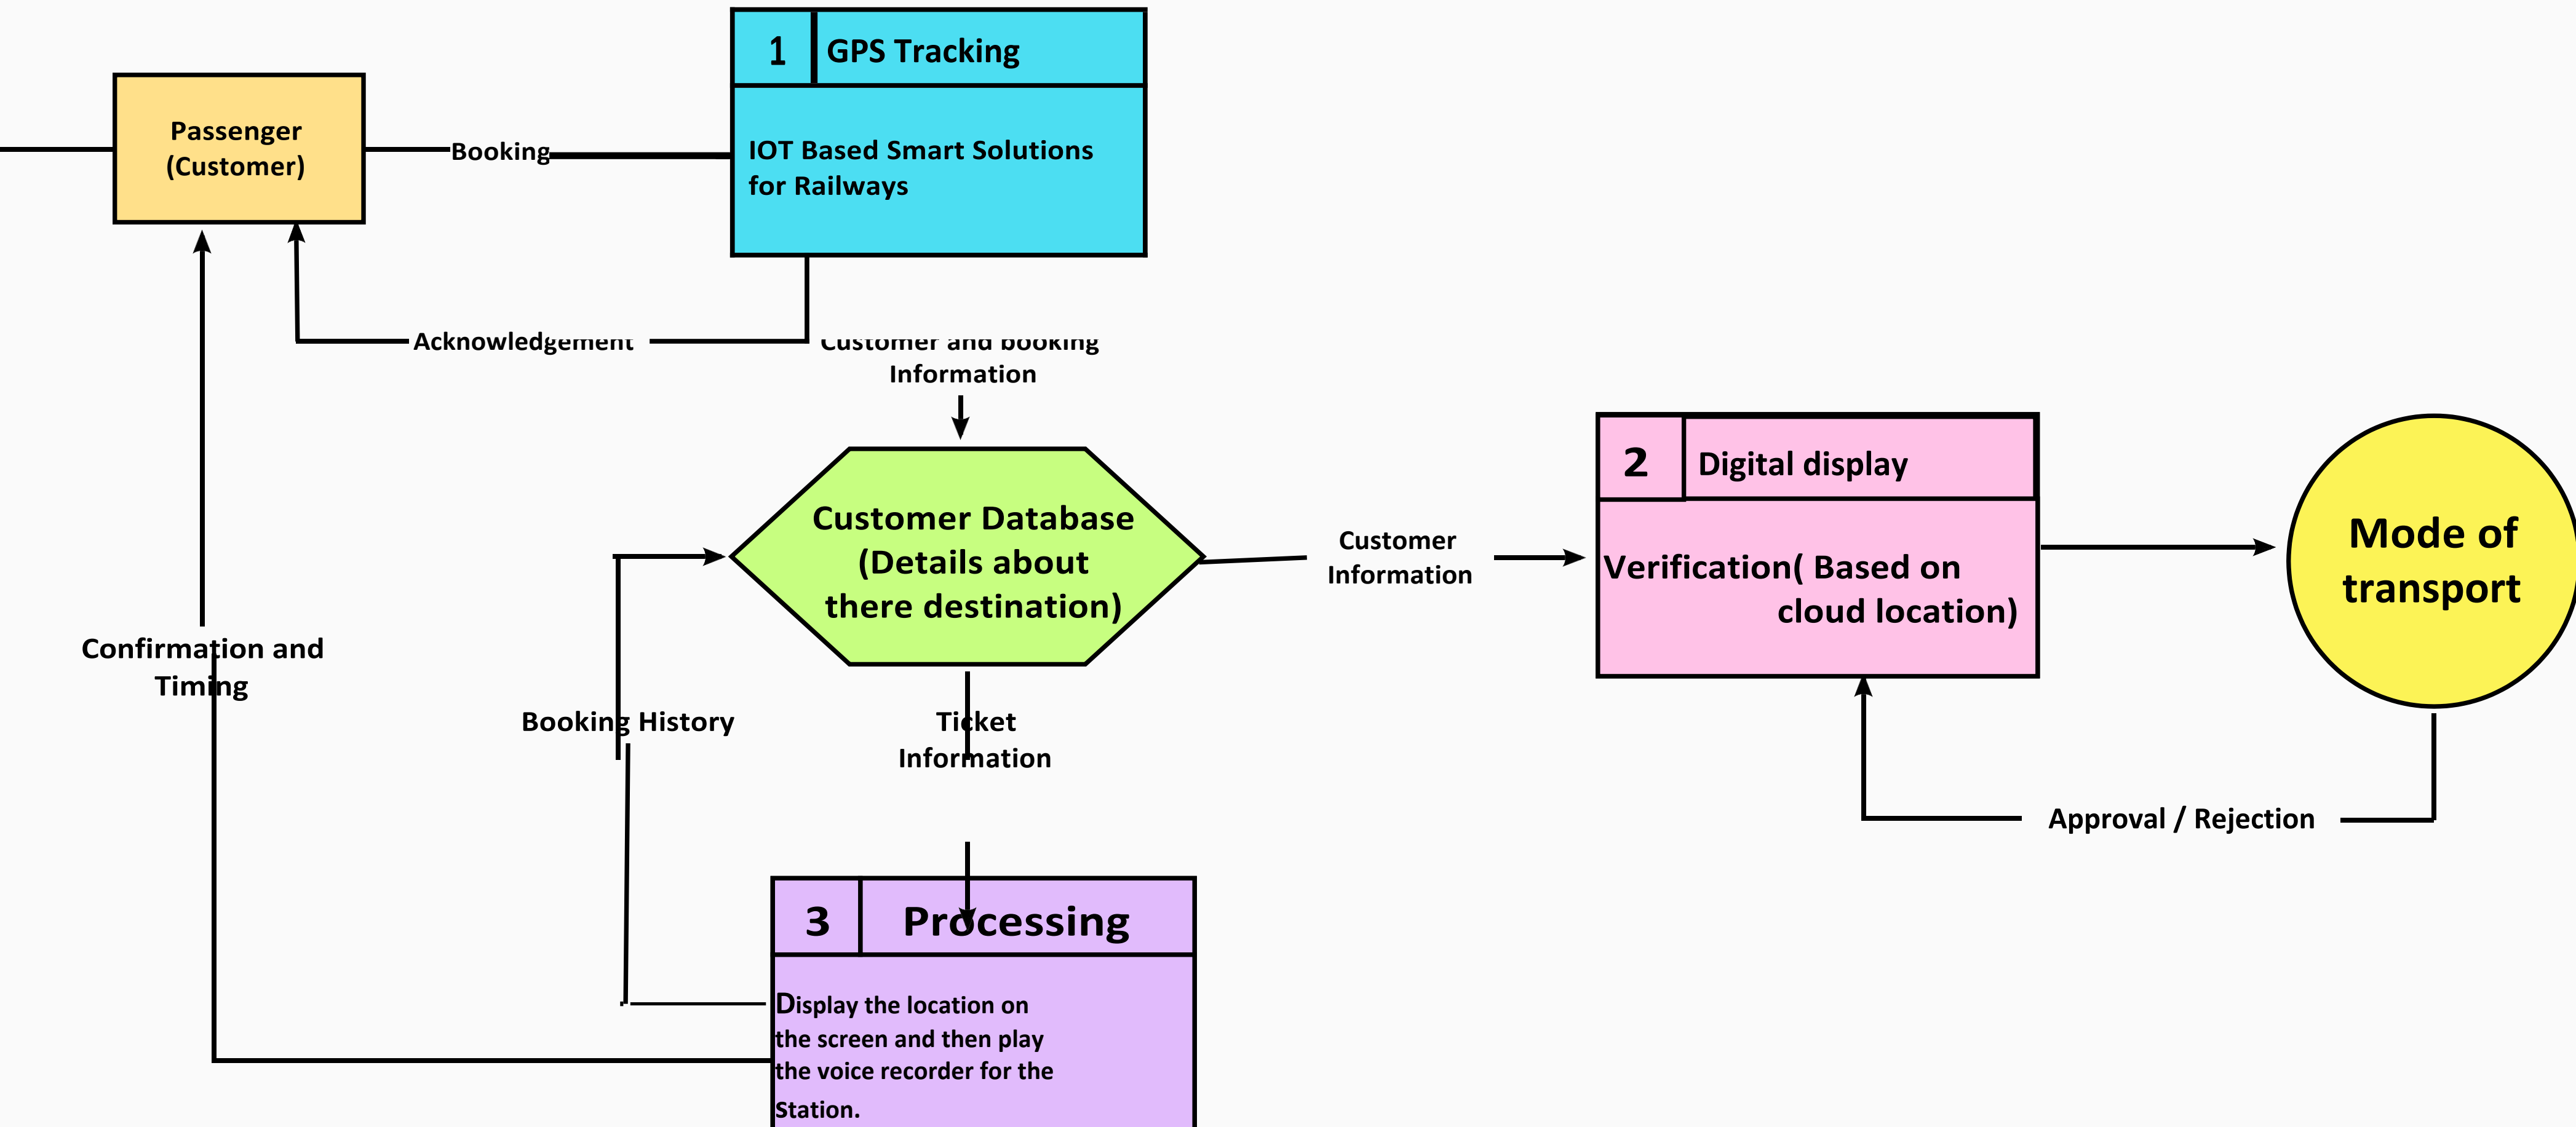 1
GPS Tracking
Passenger
(Customer)
Booking
IOT Based Smart Solutions
for Railways
Acknowledgement
Customer and booking
Information
Customer Database
(Details about
there destination)
Customer
Information
2
Digital display
Verification( Based on
cloud location)
Mode of
transport
Confirmation and
Timing
Booking History
Ticket
Information
Approval / Rejection
3
Processing
Display the location on
the screen and then play
the voice recorder for the
Station.